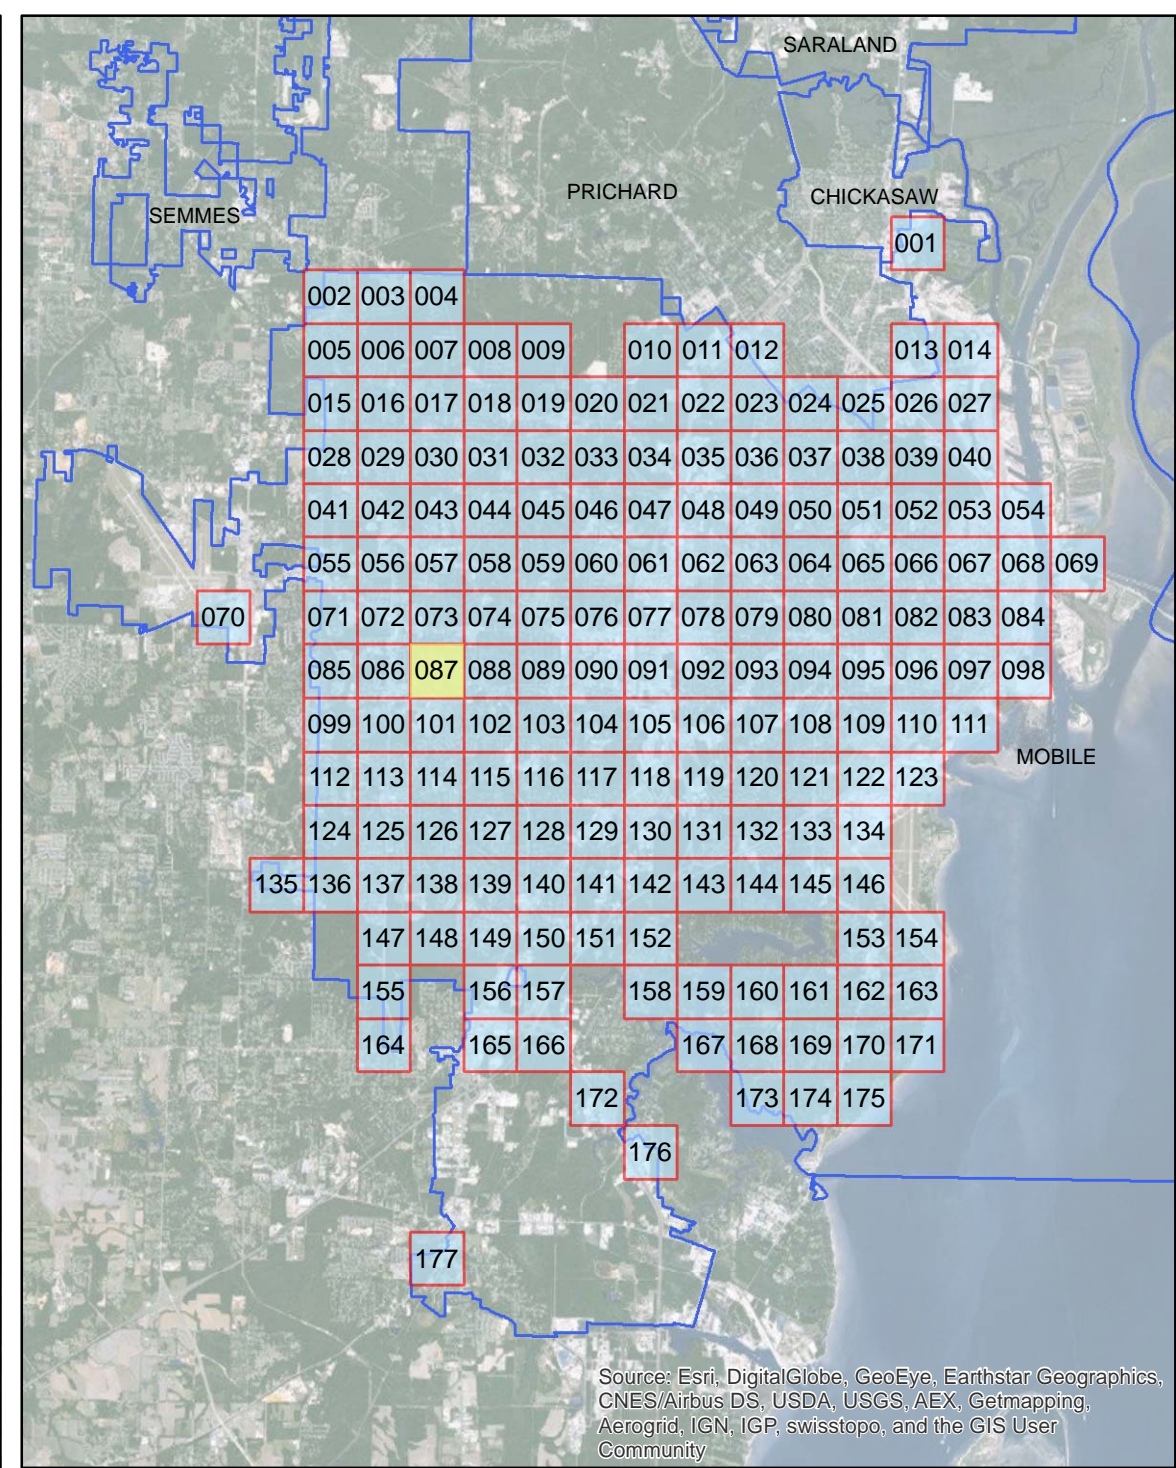 SARALAND
PRICHARD
CHICKASAW
SEMMES
001
002 003 004
005 006 007 008 009 010 011 012 013 014
015 016 017 018 019 020 021 022 023 024 025 026 027
028 029 030 031 032 033 034 035 036 037 038 039 040
041 042 043 044 045 046 047 048 049 050 051 052 053 054
055 056 057 058 059 060 061 062 063 064 065 066 067 068 069
070 071 072 073 074 075 076 077 078 079 080 081 082 083 084
085 086 087 088 089 090 091 092 093 094 095 096 097 098
099 100 101 102 103 104 105 106 107 108 109 110 111
MOBILE
112 113 114 115 116 117 118 119 120 121 122 123
124 125 126 127 128 129 130 131 132 133 134
135 136 137 138 139 140 141 142 143 144 145 146
147 148 149 150 151 152 153 154
155 156 157 158 159 160 161 162 163
164 165 166 167 168 169 170 171
172 173 174 175
176
177
Source: Esri, DigitalGlobe, GeoEye, Earthstar Geographics,
CNES/Airbus DS, USDA, USGS, AEX, Getmapping,
Aerogrid, IGN, IGP, swisstopo, and the GIS User
Community